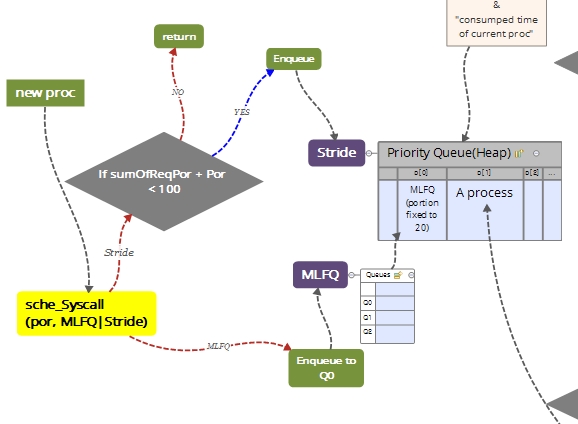 &
"consumped time
of current proc"
return
Enqueue
new proc
NO
YES
Stride
Priority Queue(Heap)
If sumOfReqPor + Por
< 100
D[0]
D[1]
D[2]
...
MLFQ
(portion
fixed to
20)
A process
Stride
MLFQ
Queues
Q0
Q1
Q2
sche_Syscall
(por, MLFQ|Stride)
MLFQ
Enqueue to
Q0